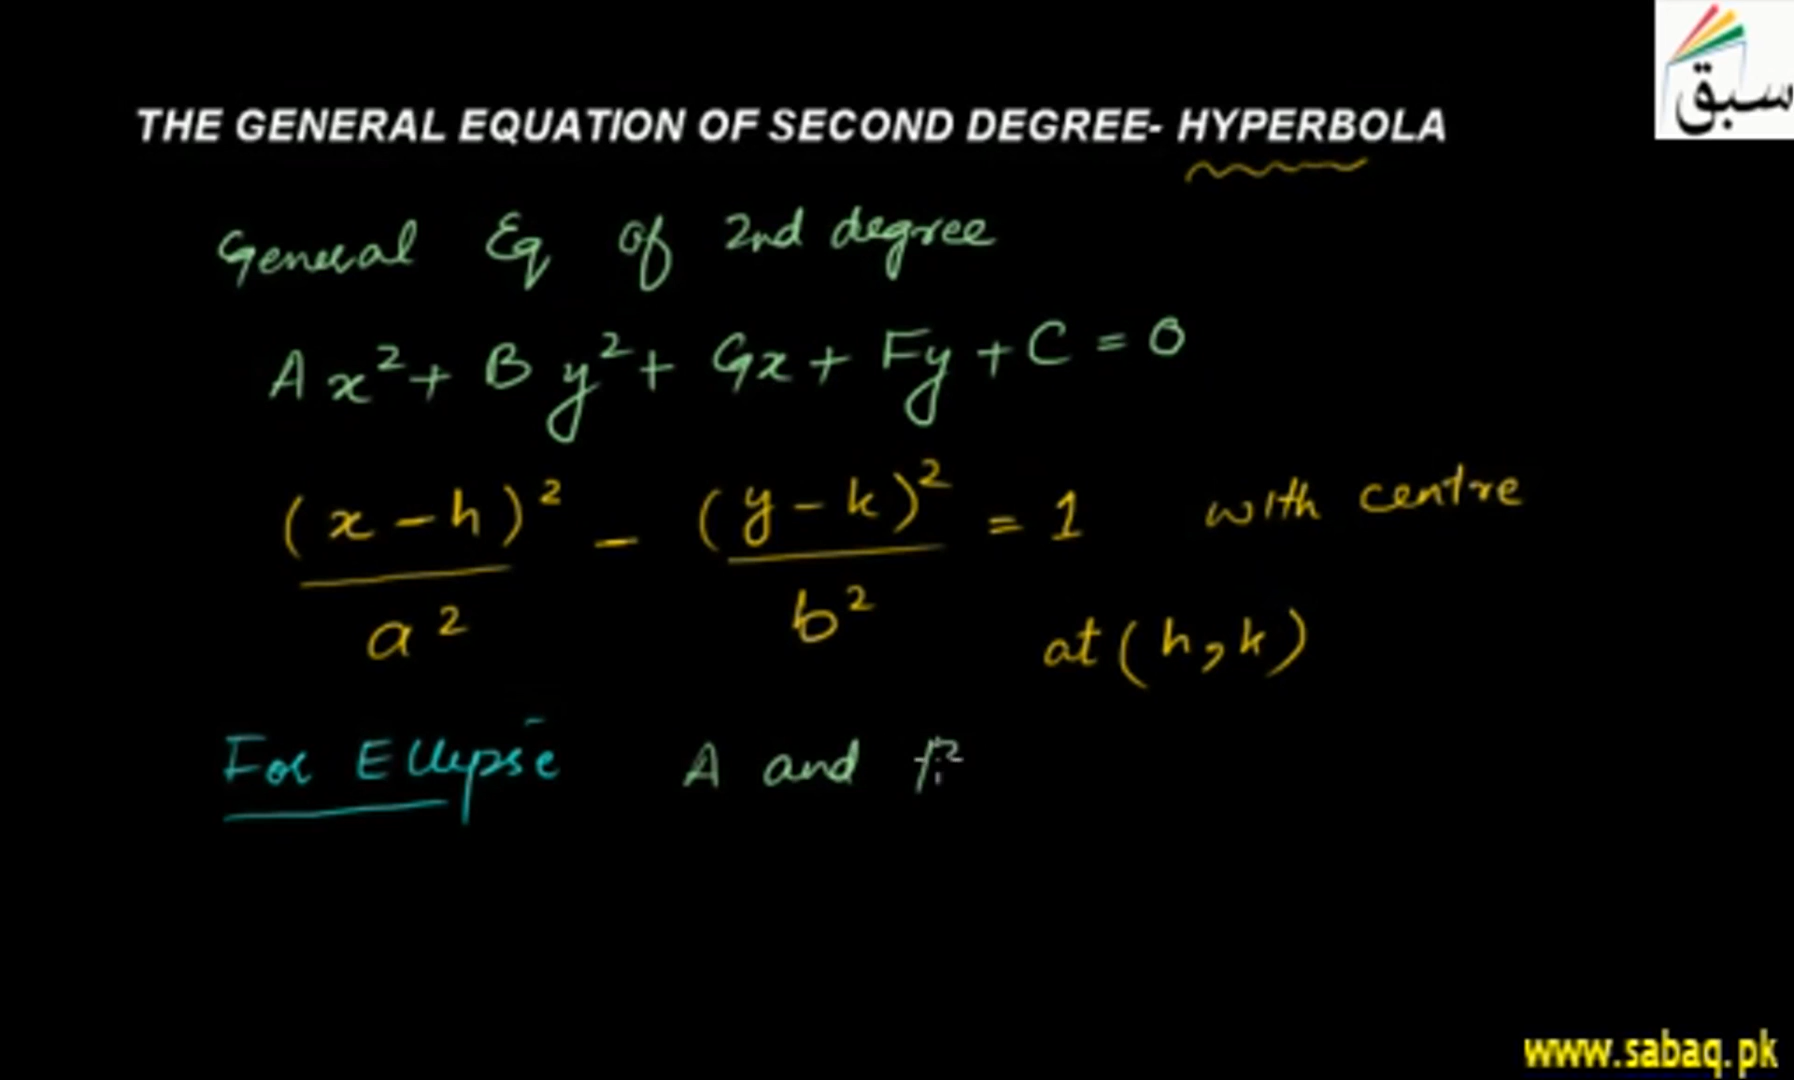 سبق
THE GENERAL EQUATION OF SECOND DEGREE- HYPERBOLA
General Eq of 2nd degree
Ax² + By² + Gx + Fy + C = 0
(x-h)²/a² - (y-k)²/b² = 1 with centre
at (h,k)
For Ellipse A and
www.sabaq.pk